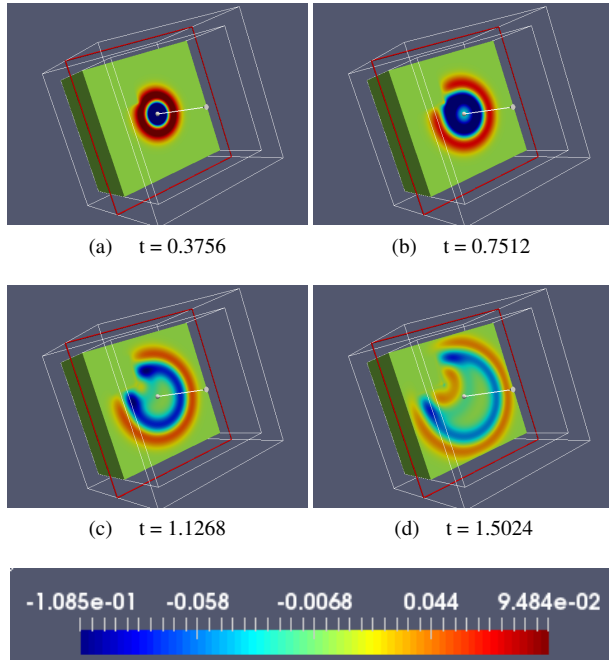 (a) t = 0.3756
(b) t = 0.7512
(c) t = 1.1268
(d) t = 1.5024
-1.085e-01 -0.058 -0.0068 0.044 9.484e-02